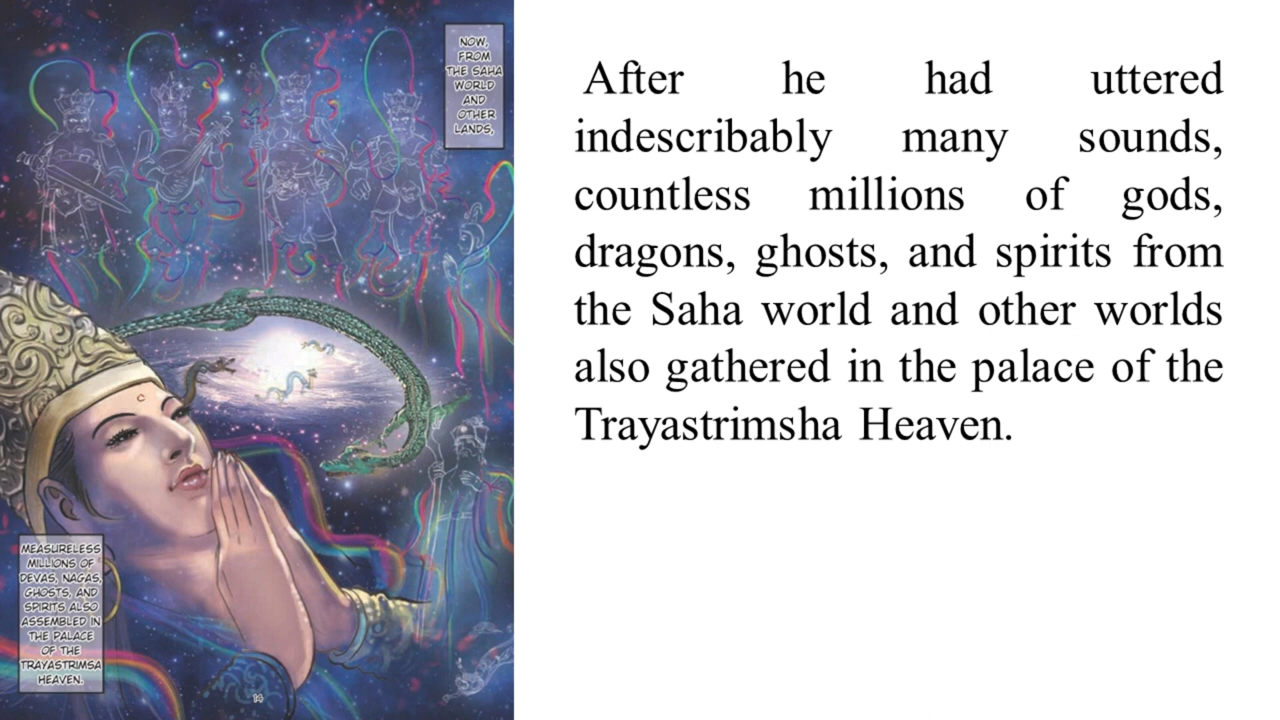 NOW,
FROM
THE SAHA
WORLD
AND
OTHER
LANDS,
MEASURELESS
MILLIONS OF
DEVAS, NAGAS,
GHOSTS, AND
SPIRITS ALSO
ASSEMBLED IN
THE PALACE
OF THE
TRAYASTRIMSA
HEAVEN.
14
After he had uttered
indescribably many sounds,
countless millions of gods,
dragons, ghosts, and spirits from
the Saha world and other worlds
also gathered in the palace of the
Trayastrimsha Heaven.